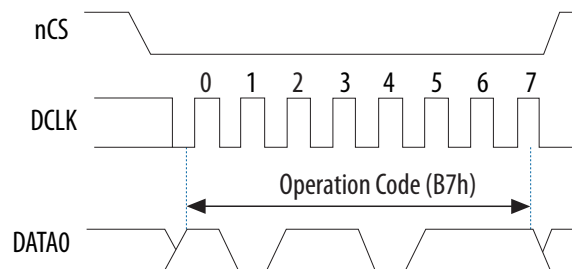 nCS
0 1 2 3 4 5 6 7
DCLK
Operation Code (B7h)
DATA0